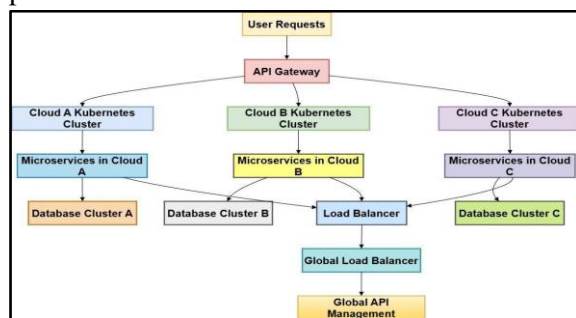 User Requests
API Gateway
Cloud A Kubernetes
Cluster
Cloud B Kubernetes
Cluster
Cloud C Kubernetes
Cluster
Microservices in Cloud
A
Microservices in Cloud
B
Microservices in Cloud
C
Database Cluster A
Database Cluster B
Load Balancer
Database Cluster C
Global Load Balancer
Global API
Management